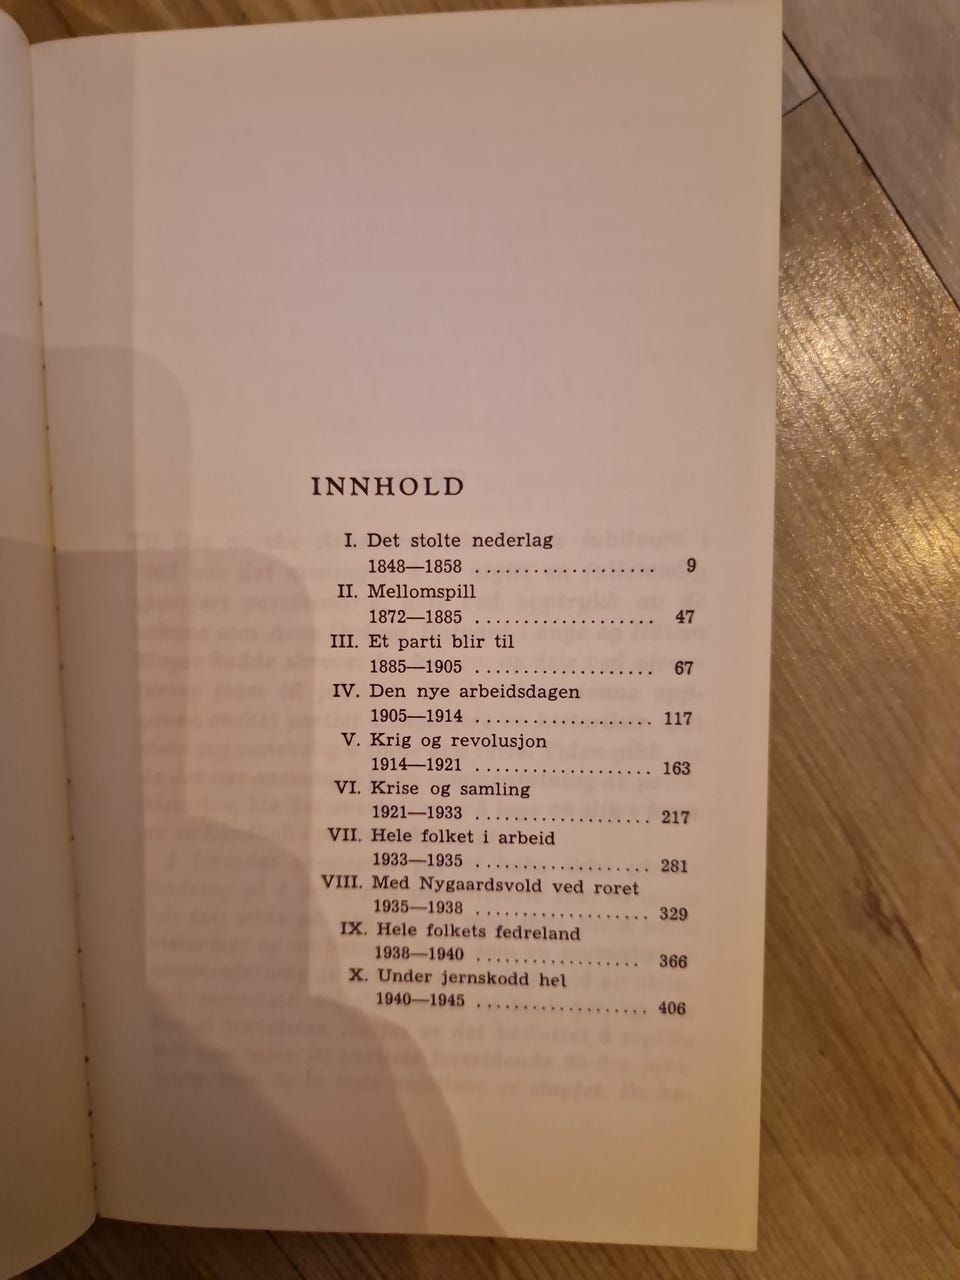 INNHOLD
I. Det stolte nederlag
1848—1858 ................... 9
II. Mellomspill
1872—1885 ................... 47
III. Et parti blir til
1885—1905 ................... 67
IV. Den nye arbeidsdagen
1905—1914 ................... 117
V. Krig og revolusjon
1914—1921 ................... 163
VI. Krise og samling
1921—1933 ................... 217
VII. Hele folket i arbeid
1933—1935 ................... 281
VIII. Med Nygaardsvold ved roret
1935—1938 ................... 329
IX. Hele folkets fedreland
1938—1940 .................. 366
X. Under jernskodd hel
1940—1945 ................... 406